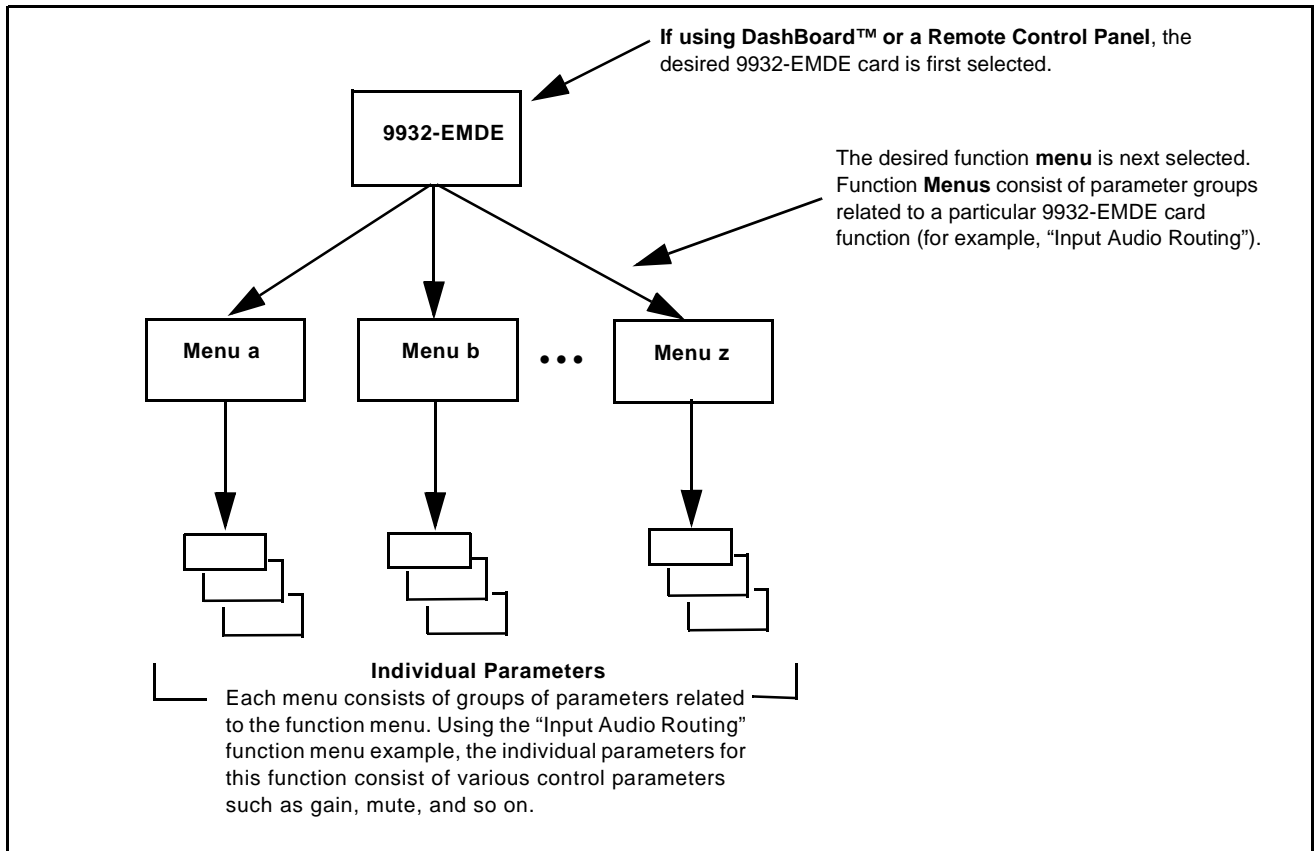 If using DashBoard™ or a Remote Control Panel, the
desired 9932-EMDE card is first selected.
9932-EMDE
The desired function menu is next selected.
Function Menus consist of parameter groups
related to a particular 9932-EMDE card
function (for example, “Input Audio Routing”).
Menu a
Menu b
•••
Menu z
Individual Parameters
Each menu consists of groups of parameters related
to the function menu. Using the “Input Audio Routing”
function menu example, the individual parameters for
this function consist of various control parameters
such as gain, mute, and so on.